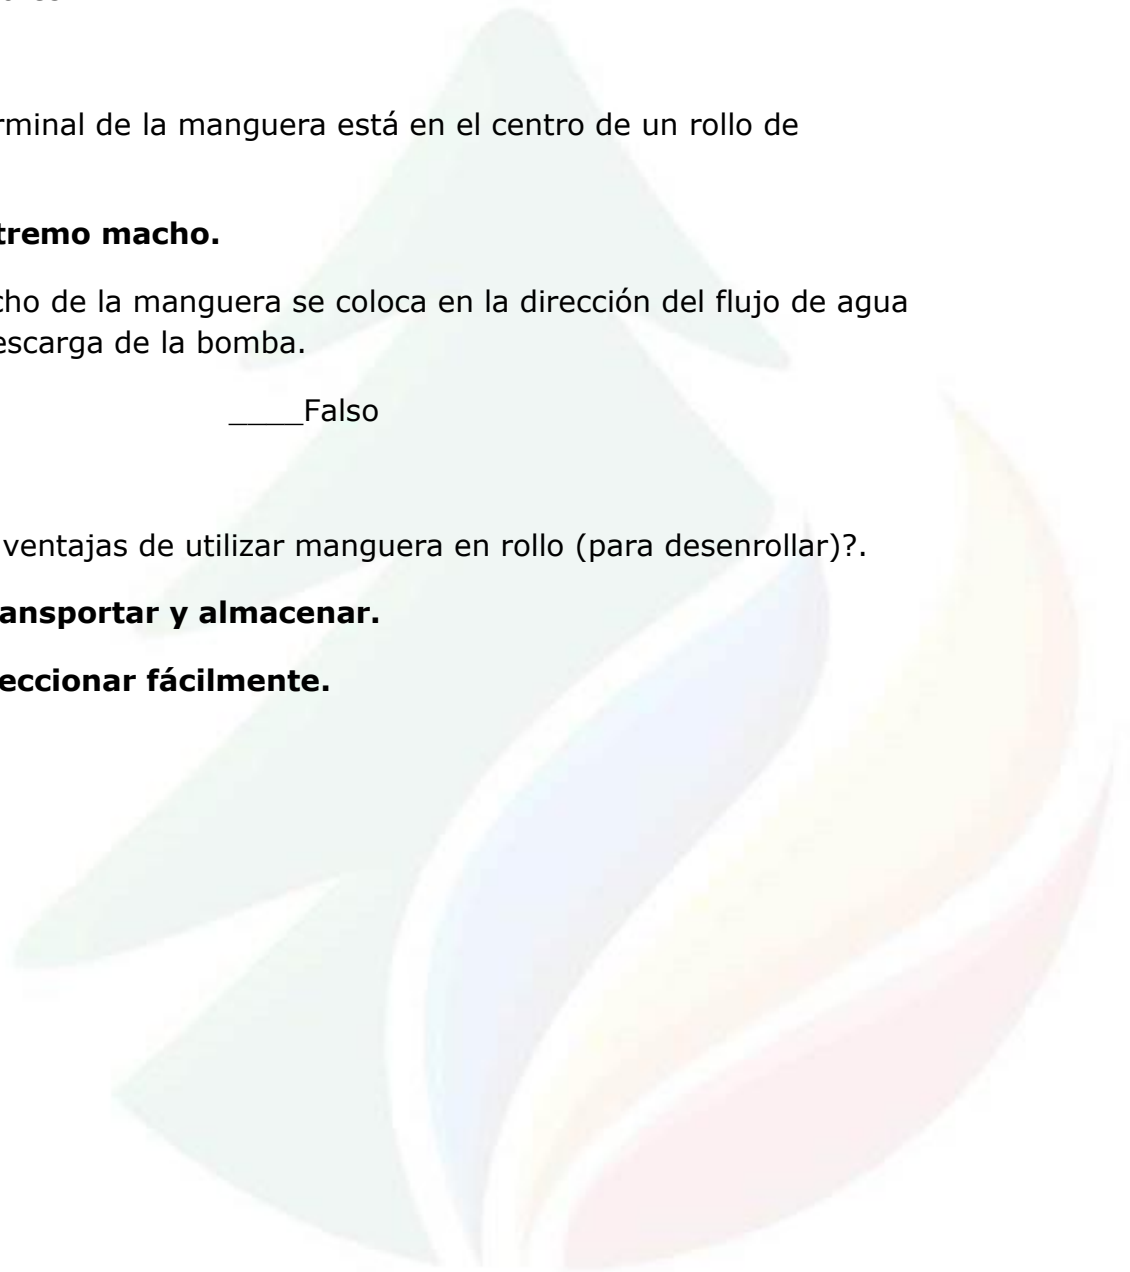 rminal de la manguera está en el centro de un rollo de
tremo macho.
cho de la manguera se coloca en la dirección del flujo de agua
escarga de la bomba.
____Falso
ventajas de utilizar manguera en rollo (para desenrollar)?.
ansportar y almacenar.
eccionar fácilmente.